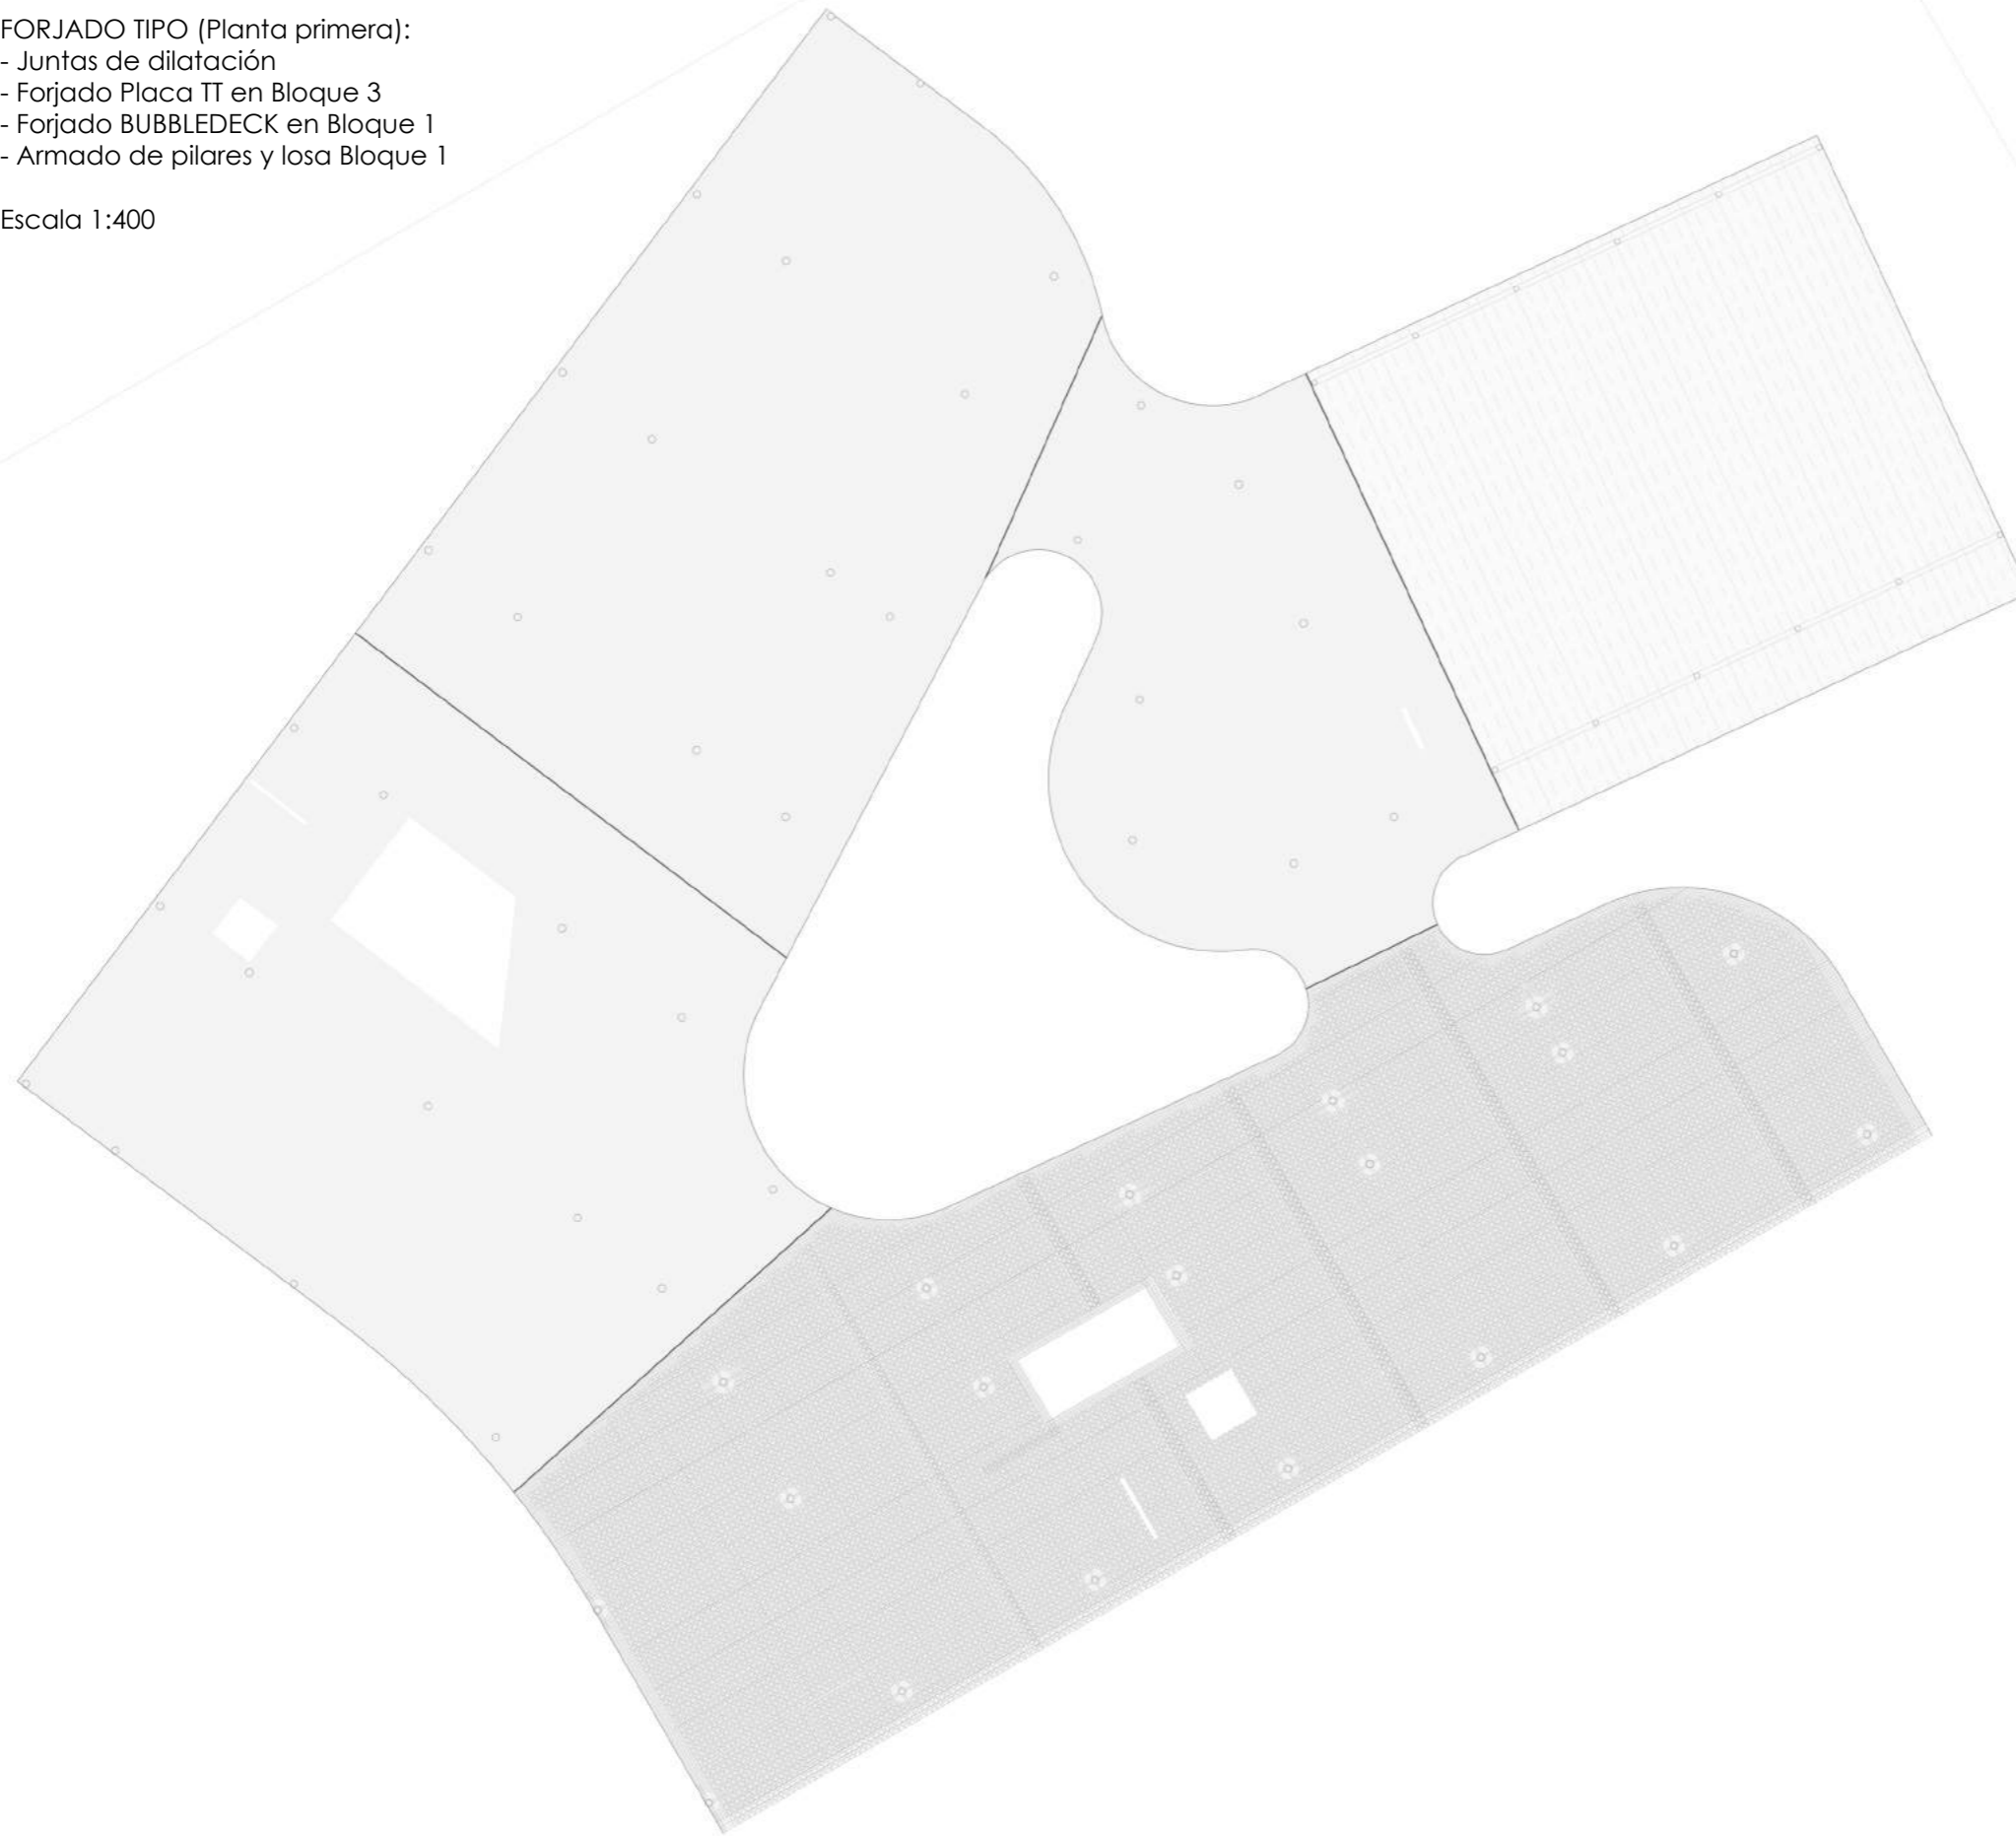 FORJADO TIPO (Planta primera):
- Juntas de dilatación
- Forjado Placa TT en Bloque 3
- Forjado BUBBLEDECK en Bloque 1
- Armado de pilares y losa Bloque 1
Escala 1:400